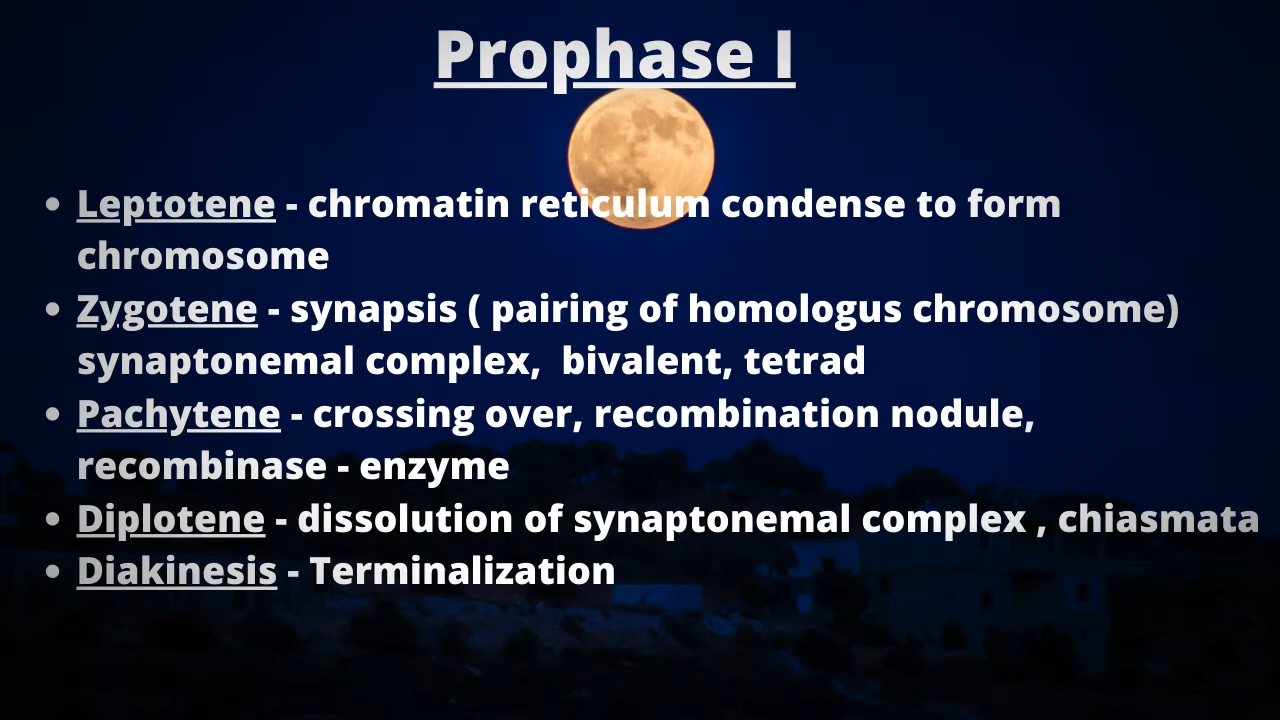 Prophase I
• Leptotene - chromatin reticulum condense to form
chromosome
• Zygotene - synapsis ( pairing of homologus chromosome)
synaptonemal complex,  bivalent, tetrad
• Pachytene - crossing over, recombination nodule,
recombinase - enzyme
• Diplotene - dissolution of synaptonemal complex , chiasmata
• Diakinesis - Terminalization